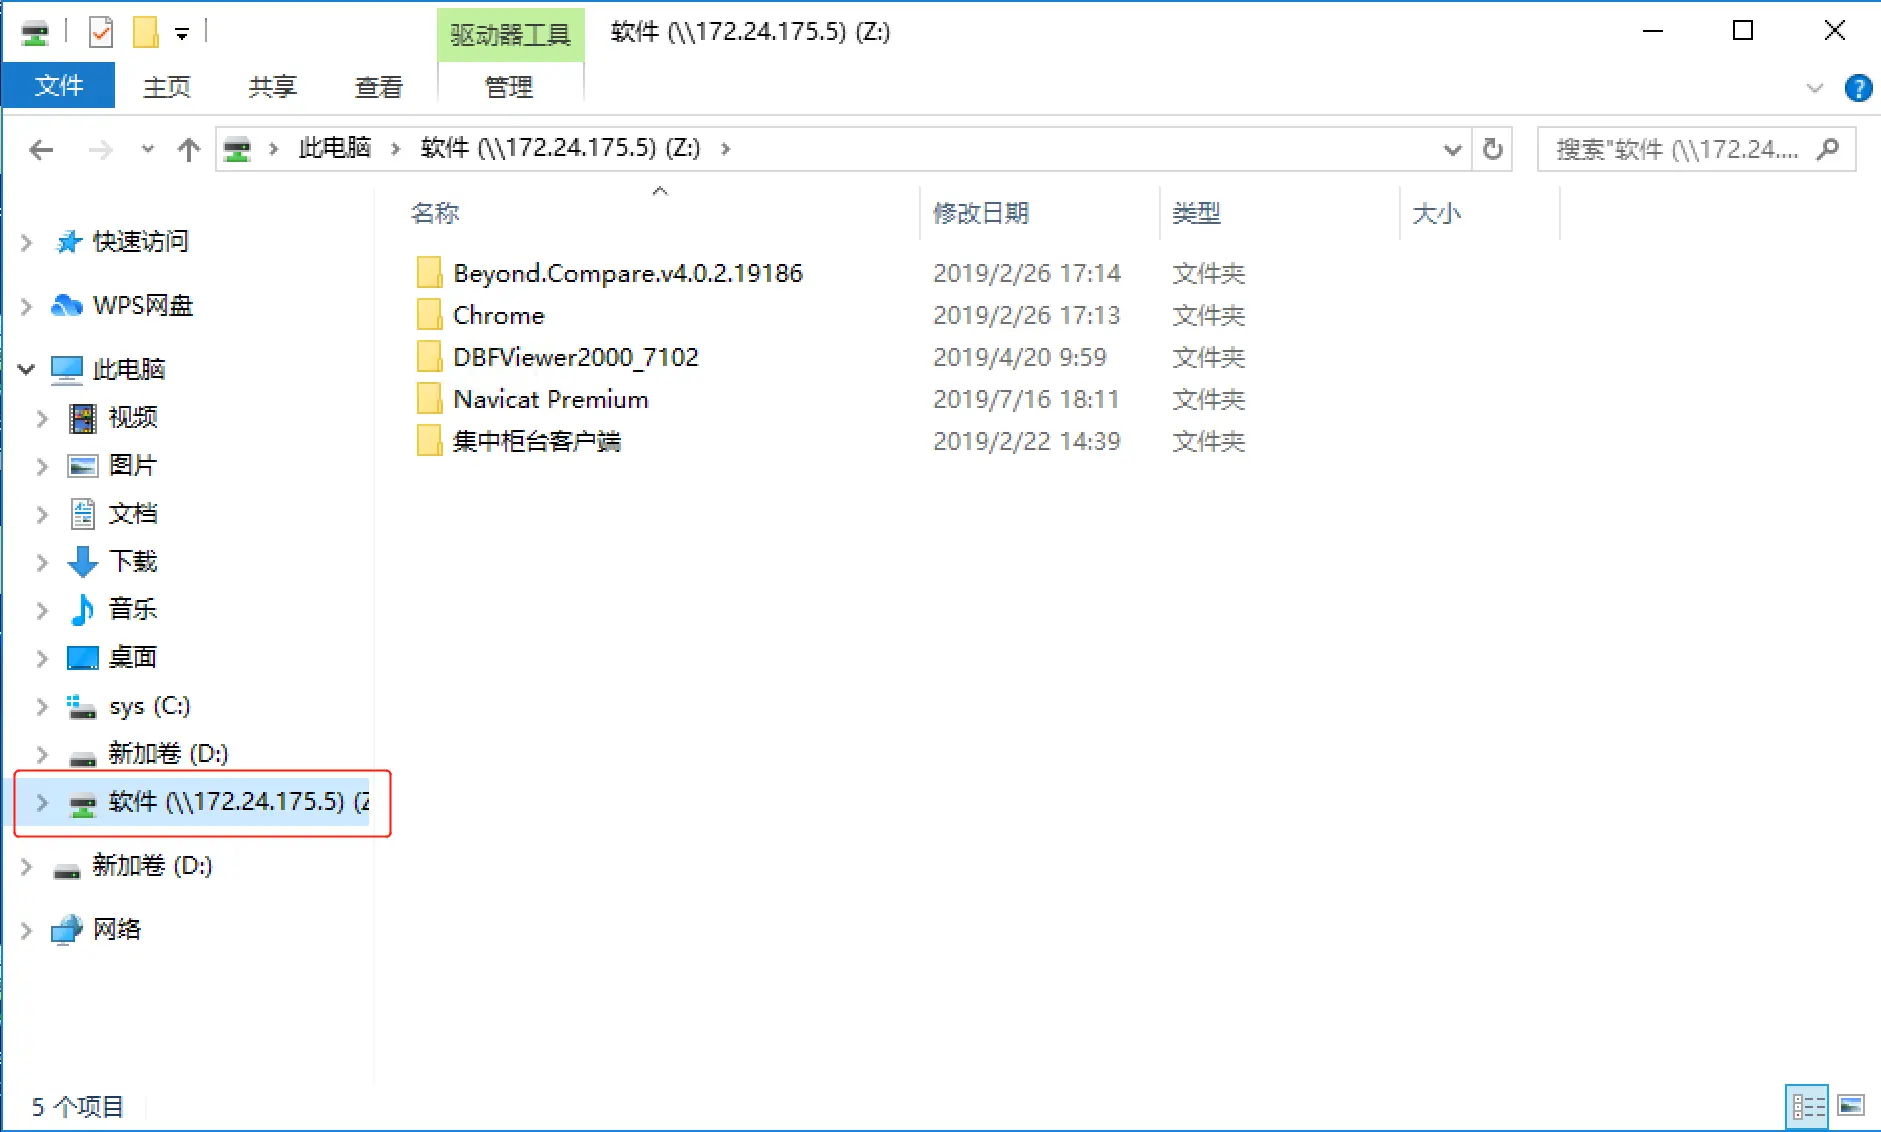 驱动器工具 软件 (\\172.24.175.5) (Z:)
文件 主页 共享 查看 管理
此电脑 软件 (\\172.24.175.5) (Z:)
搜索"软件 (\\172.24....
名称 修改日期 类型 大小
快速访问
WPS网盘
此电脑
视频
图片
文档
下载
音乐
桌面
sys (C:)
新加卷 (D:)
软件 (\\172.24.175.5) (Z
新加卷 (D:)
网络
Beyond.Compare.v4.0.2.19186 2019/2/26 17:14 文件夹
Chrome 2019/2/26 17:13 文件夹
DBFViewer2000_7102 2019/4/20 9:59 文件夹
Navicat Premium 2019/7/16 18:11 文件夹
集中柜台客户端 2019/2/22 14:39 文件夹
5 个项目